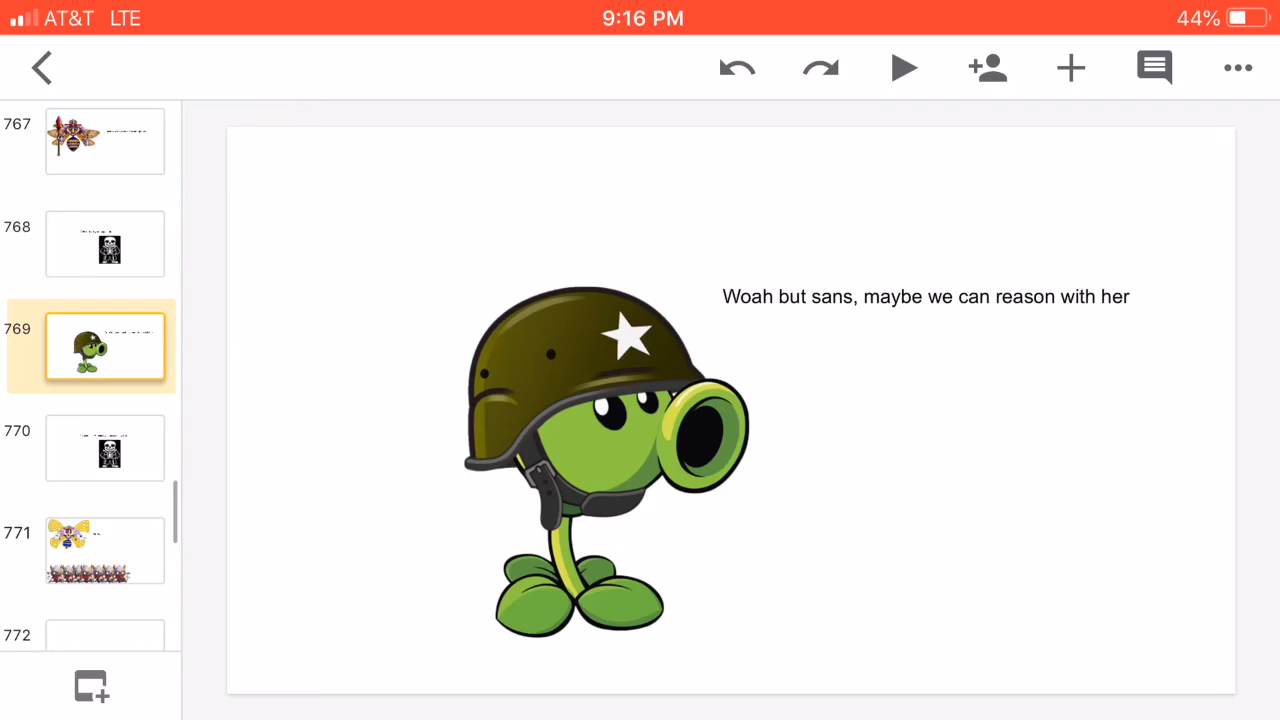 AT&T LTE
9:16 PM
44%
767
768
769
770
771
772
Woah but sans, maybe we can reason with her